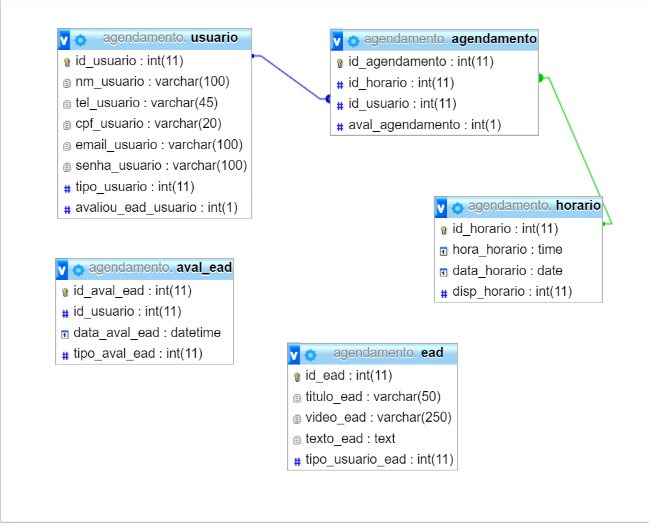 agendamento. usuario
id_usuario : int(11)
nm_usuario : varchar(100)
tel_usuario : varchar(45)
cpf_usuario : varchar(20)
email_usuario : varchar(100)
senha_usuario : varchar(100)
tipo_usuario : int(11)
avaliou_ead_usuario : int(1)
agendamento. agendamento
id_agendamento : int(11)
id_horario : int(11)
id_usuario : int(11)
aval_agendamento : int(1)
agendamento. horario
id_horario : int(11)
hora_horario : time
data_horario : date
disp_horario : int(11)
agendamento. aval_ead
id_aval_ead : int(11)
id_usuario : int(11)
data_aval_ead : datetime
tipo_aval_ead : int(11)
agendamento. ead
id_ead : int(11)
titulo_ead : varchar(50)
video_ead : varchar(250)
texto_ead : text
tipo_usuario_ead : int(11)